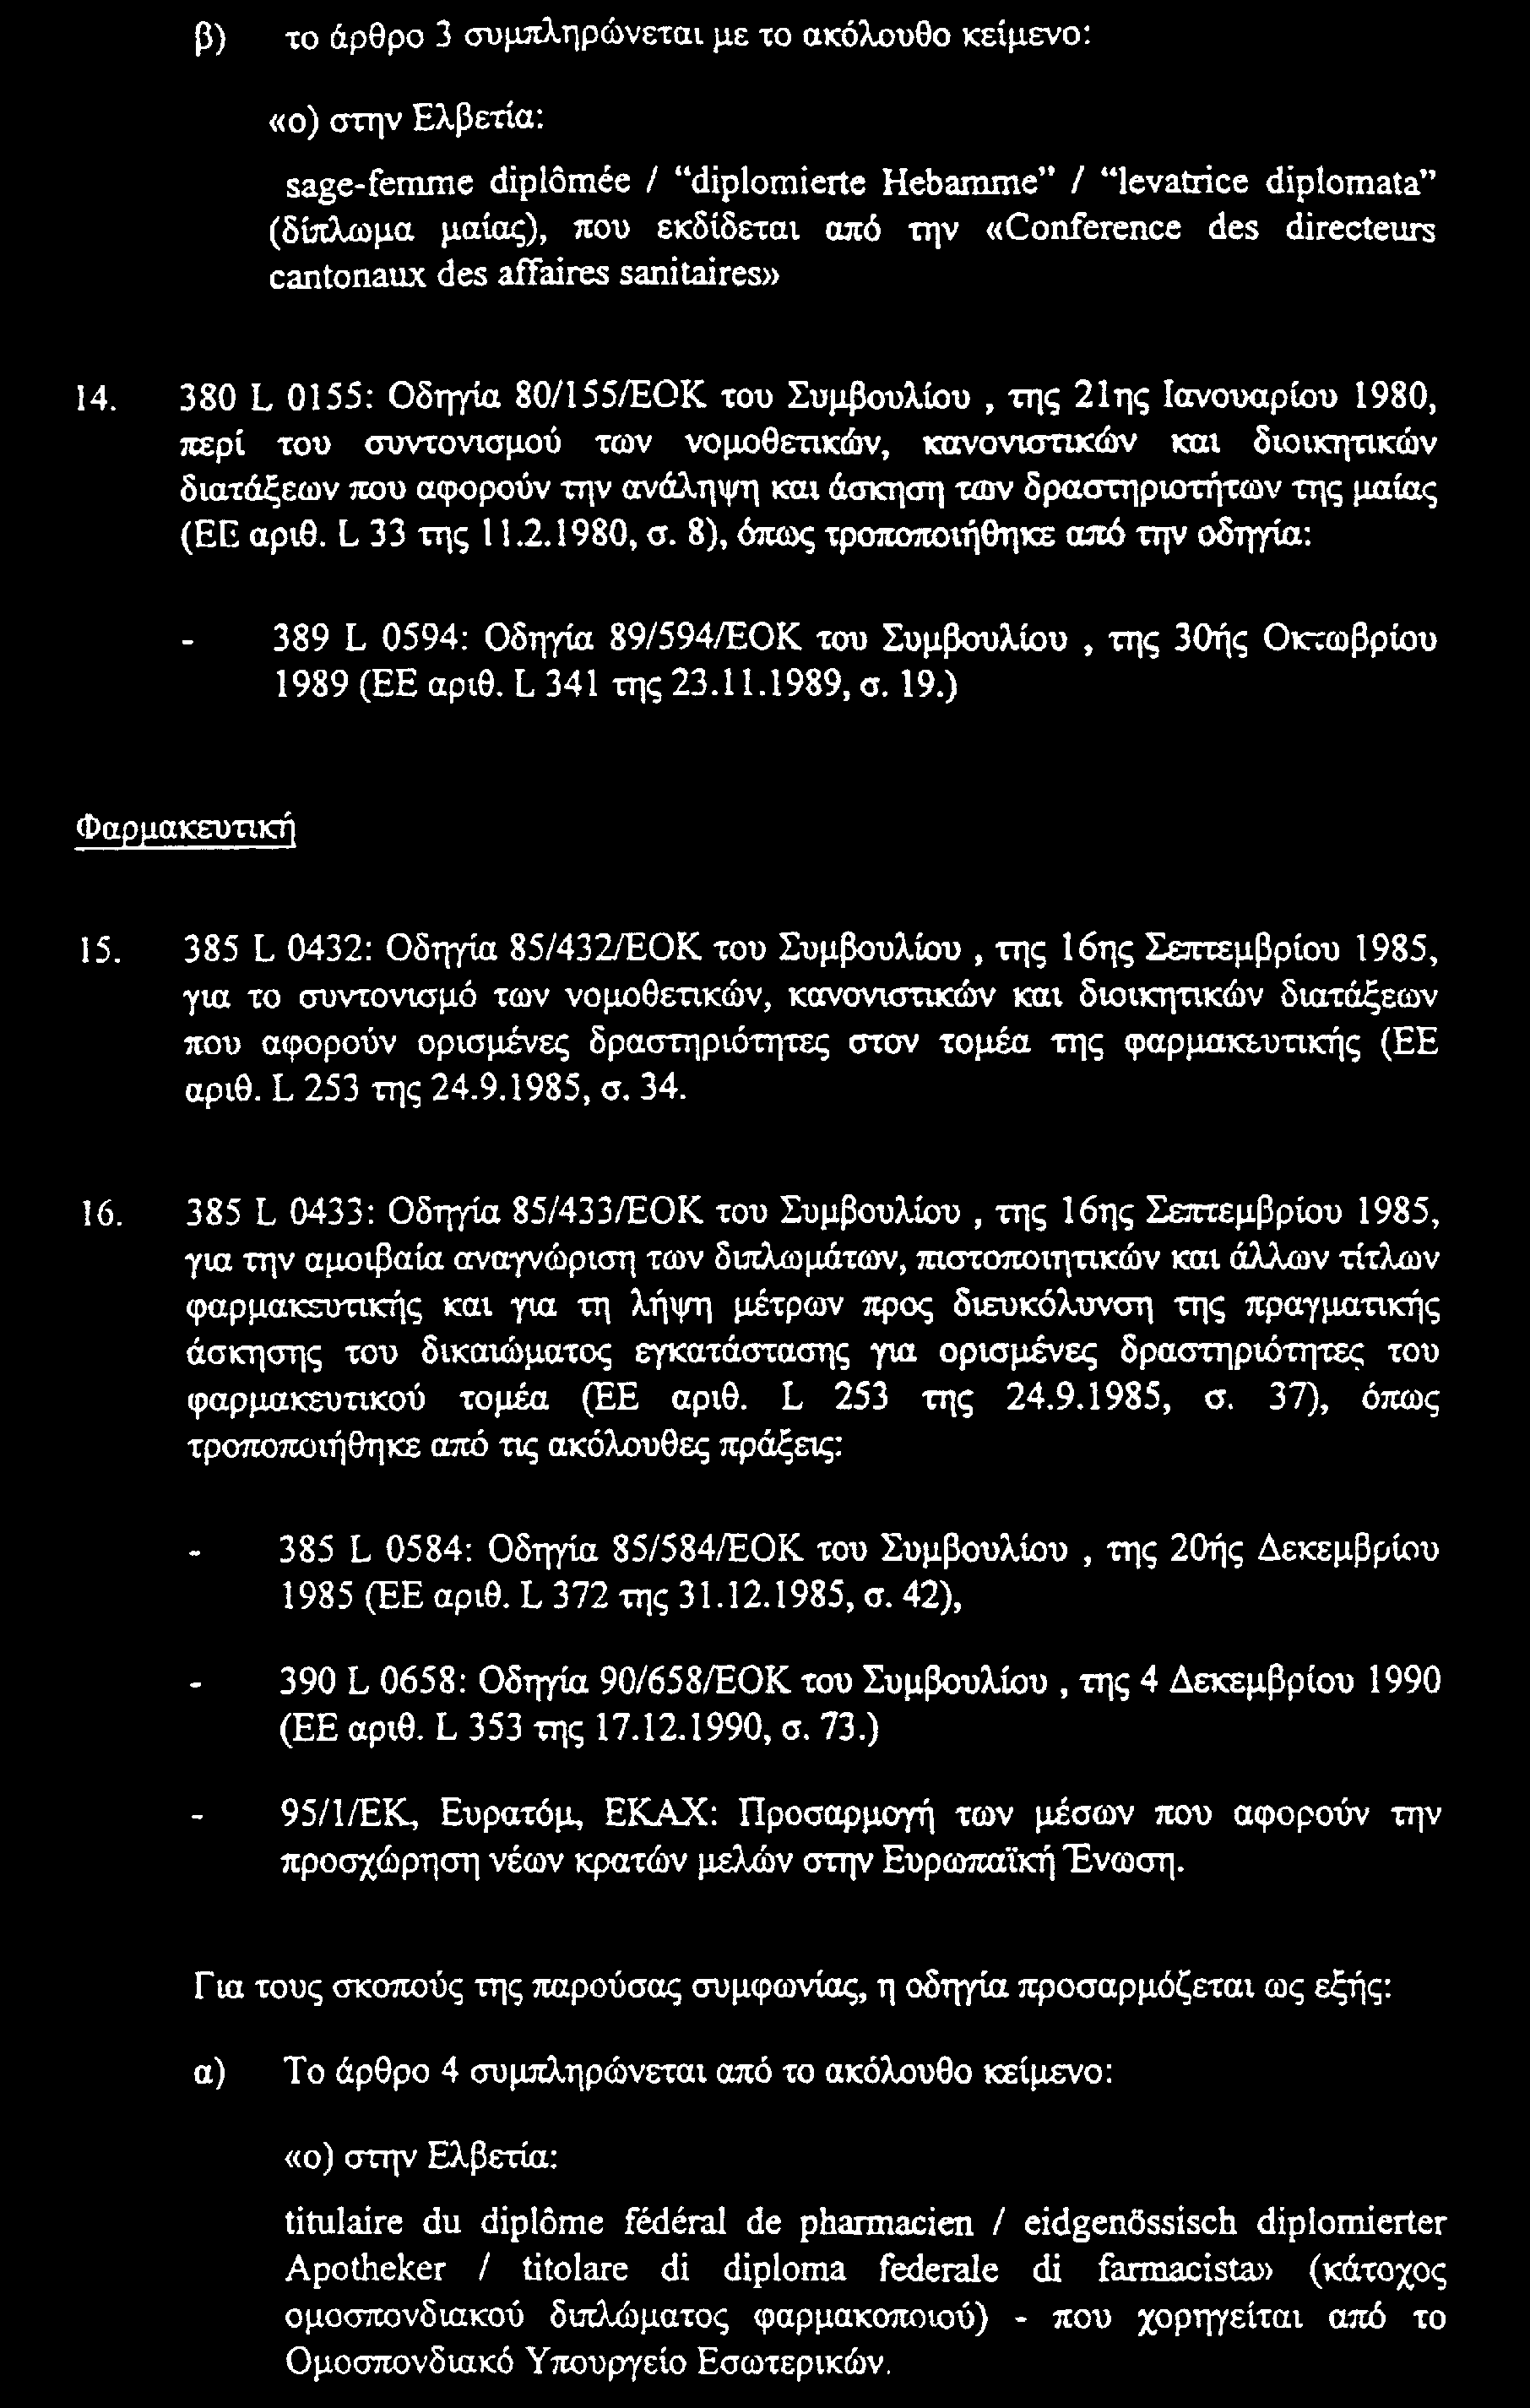 β) το άρθρο 3 συμπληρώνεται με το ακόλουθο κείμενο:
«ο) στην Ελβετία:
sage-femme diplômée / “diplomierte Hebamme” / “levatrice diplomata”
(δίπλωμα μαίας), που εκδίδεται από την «Conference des directeurs
cantonaux des affaires sanitaires»
14. 380 L 0155: Οδηγία 80/155/ΕΟΚ του Συμβουλίου , της 21ης Ιανουαρίου 1980,
περί του συντονισμού των νομοθετικών, κανονιστικών και διοικητικών
διατάξεων που αφορούν την ανάληψη και άσκηση των δραστηριοτήτων της μαίας
(ΕΕ αριθ. L 33 της 11.2.1980, σ. 8), όπως τροποποιήθηκε από την οδηγία:
- 389 L 0594: Οδηγία 89/594/ΕΟΚ του Συμβουλίου , της 30ής Οκτωβρίου
1989 (ΕΕ αριθ. L 341 της 23.11.1989, σ. 19.)
Φαρμακευτική
15. 385 L 0432: Οδηγία 85/432/ΕΟΚ του Συμβουλίου , της 16ης Σεπτεμβρίου 1985,
για το συντονισμό των νομοθετικών, κανονιστικών και διοικητικών διατάξεων
που αφορούν ορισμένες δραστηριότητες στον τομέα της φαρμακευτικής (ΕΕ
αριθ. L 253 της 24.9.1985, σ. 34.
16. 385 L 0433: Οδηγία 85/433/ΕΟΚ του Συμβουλίου , της 16ης Σεπτεμβρίου 1985,
για την αμοιβαία αναγνώριση των διπλωμάτων, πιστοποιητικών και άλλων τίτλων
φαρμακευτικής και για τη λήψη μέτρων προς διευκόλυνση της πραγματικής
άσκησης του δικαιώματος εγκατάστασης για ορισμένες δραστηριότητες του
φαρμακευτικού τομέα (ΕΕ αριθ. L 253 της 24.9.1985, σ. 37), όπως
τροποποιήθηκε από τις ακόλουθες πράξεις:
- 385 L 0584: Οδηγία 85/584/ΕΟΚ του Συμβουλίου , της 20ής Δεκεμβρίου
1985 (ΕΕ αριθ. L 372 της 31.12.1985, σ. 42),
- 390 L 0658: Οδηγία 90/658/ΕΟΚ του Συμβουλίου , της 4 Δεκεμβρίου 1990
(ΕΕ αριθ. L 353 της 17.12.1990, σ. 73.)
- 95/1/ΕΚ, Ευρατόμ, ΕΚΑΧ: Προσαρμογή των μέσων που αφορούν την
προσχώρηση νέων κρατών μελών στην Ευρωπαϊκή Ένωση.
Για τους σκοπούς της παρούσας συμφωνίας, η οδηγία προσαρμόζεται ως εξής:
α) Το άρθρο 4 συμπληρώνεται από το ακόλουθο κείμενο:
«ο) στην Ελβετία:
titulaire du diplôme fédéral de pharmacien / eidgenössisch diplomierter
Apotheker / titolare di diploma federale di farmacista» (κάτοχος
ομοσπονδιακού διπλώματος φαρμακοποιού) - που χορηγείται από το
Ομοσπονδιακό Υπουργείο Εσωτερικών.